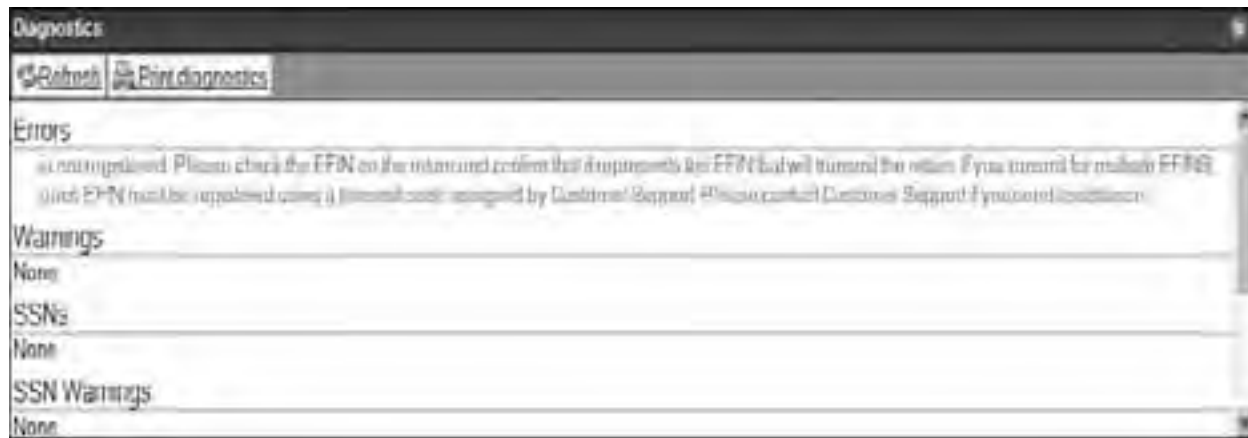 Diagnostics
Refresh Print diagnostics
Errors
is not registered. Please check the EFIN on the return and confirm that it represents the EFIN that will transmit the return. If you transmit for multiple EFINS,
each EFIN must be registered using a transmit code assigned by Customer Support. Please contact Customer Support if you need assistance.
Warnings
None
SSNs
None
SSN Warnings
None